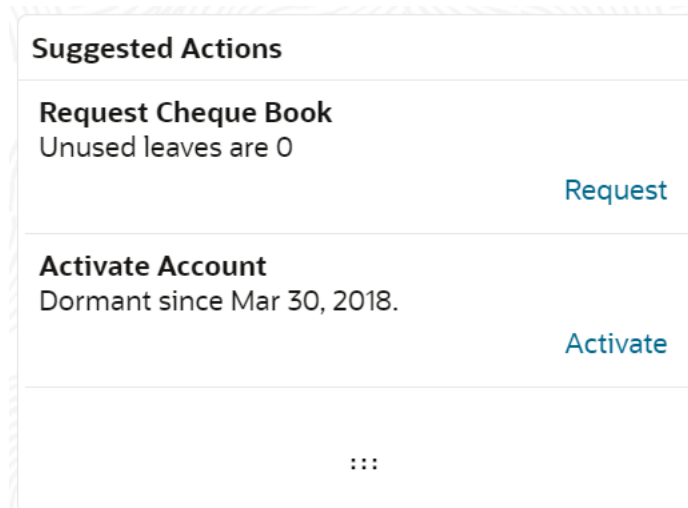 Suggested Actions
Request Cheque Book
Unused leaves are 0
Request
Activate Account
Dormant since Mar 30, 2018.
Activate